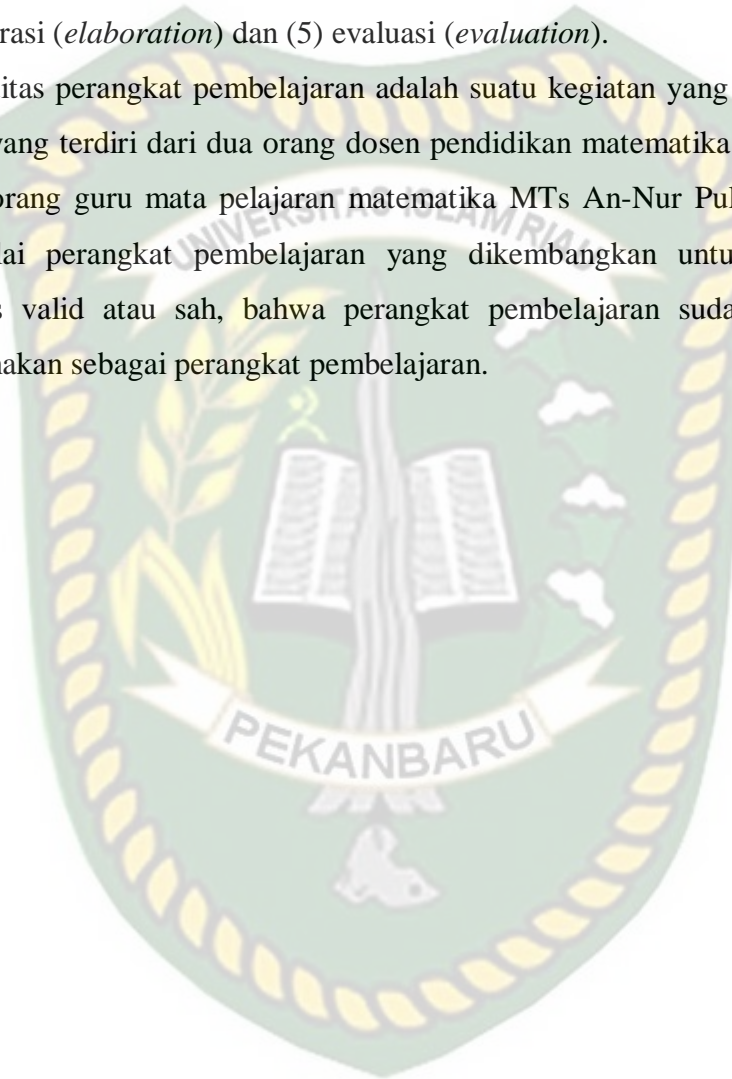 rasi (elaboration) dan (5) evaluasi (evaluation).
itas perangkat pembelajaran adalah suatu kegiatan yang
yang terdiri dari dua orang dosen pendidikan matematika
orang guru mata pelajaran matematika MTs An-Nur Pul
lai perangkat pembelajaran yang dikembangkan untu
s valid atau sah, bahwa perangkat pembelajaran suda
nakan sebagai perangkat pembelajaran.
UNIVERSITAS ISLAM RIAU
PEKANBARU